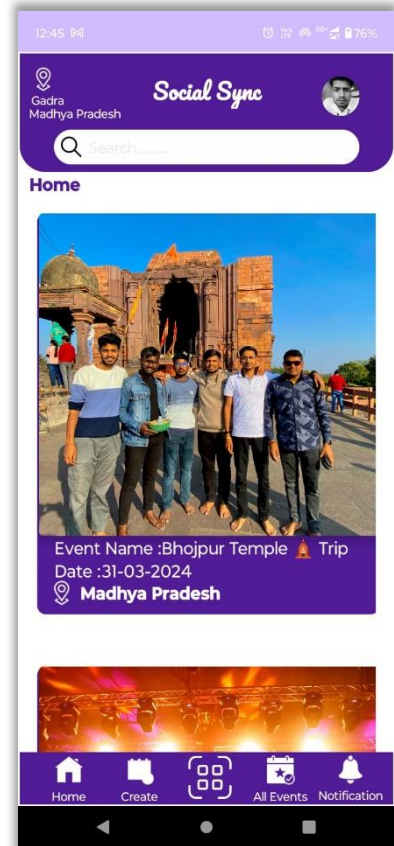 12:45
76%
Gadra
Madhya Pradesh
Social Sync
Search..........
Home
Event Name :Bhojpur Temple 🛕 Trip
Date :31-03-2024
Madhya Pradesh
Home
Create
All Events
Notification